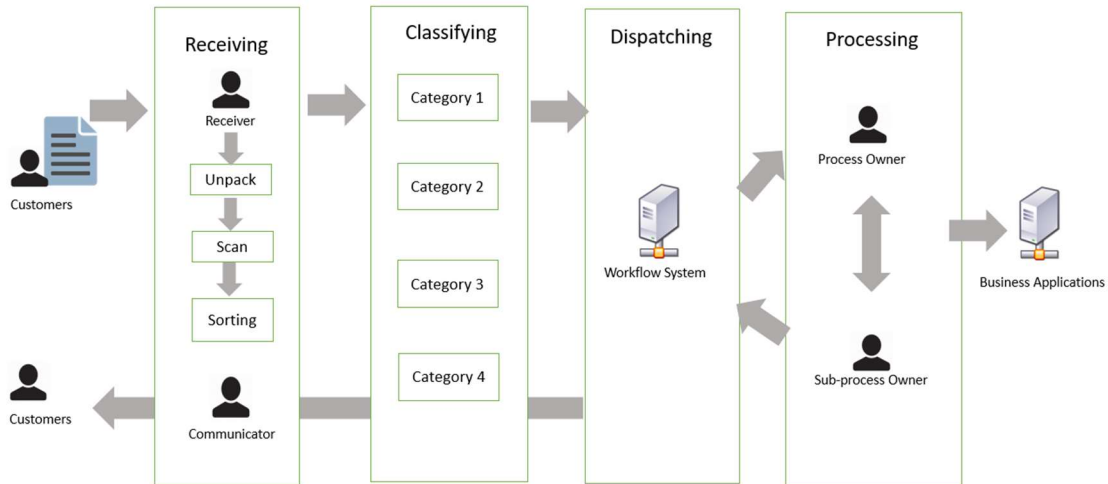 Receiving
Classifying
Dispatching
Processing
Customers
Receiver
Unpack
Scan
Sorting
Communicator
Customers
Category 1
Category 2
Category 3
Category 4
Workflow System
Process Owner
Sub-process Owner
Business Applications